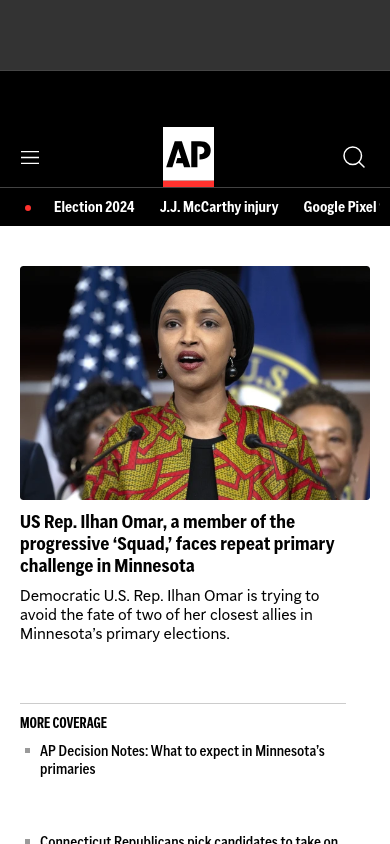 AP
Election 2024 J.J. McCarthy injury Google Pixel
U.S.
US Rep. Ilhan Omar, a member of the
progressive ‘Squad,’ faces repeat primary
challenge in Minnesota
Democratic U.S. Rep. Ilhan Omar is trying to
avoid the fate of two of her closest allies in
Minnesota’s primary elections.
MORE COVERAGE
AP Decision Notes: What to expect in Minnesota’s
primaries
Connecticut Republicans pick candidates to take on